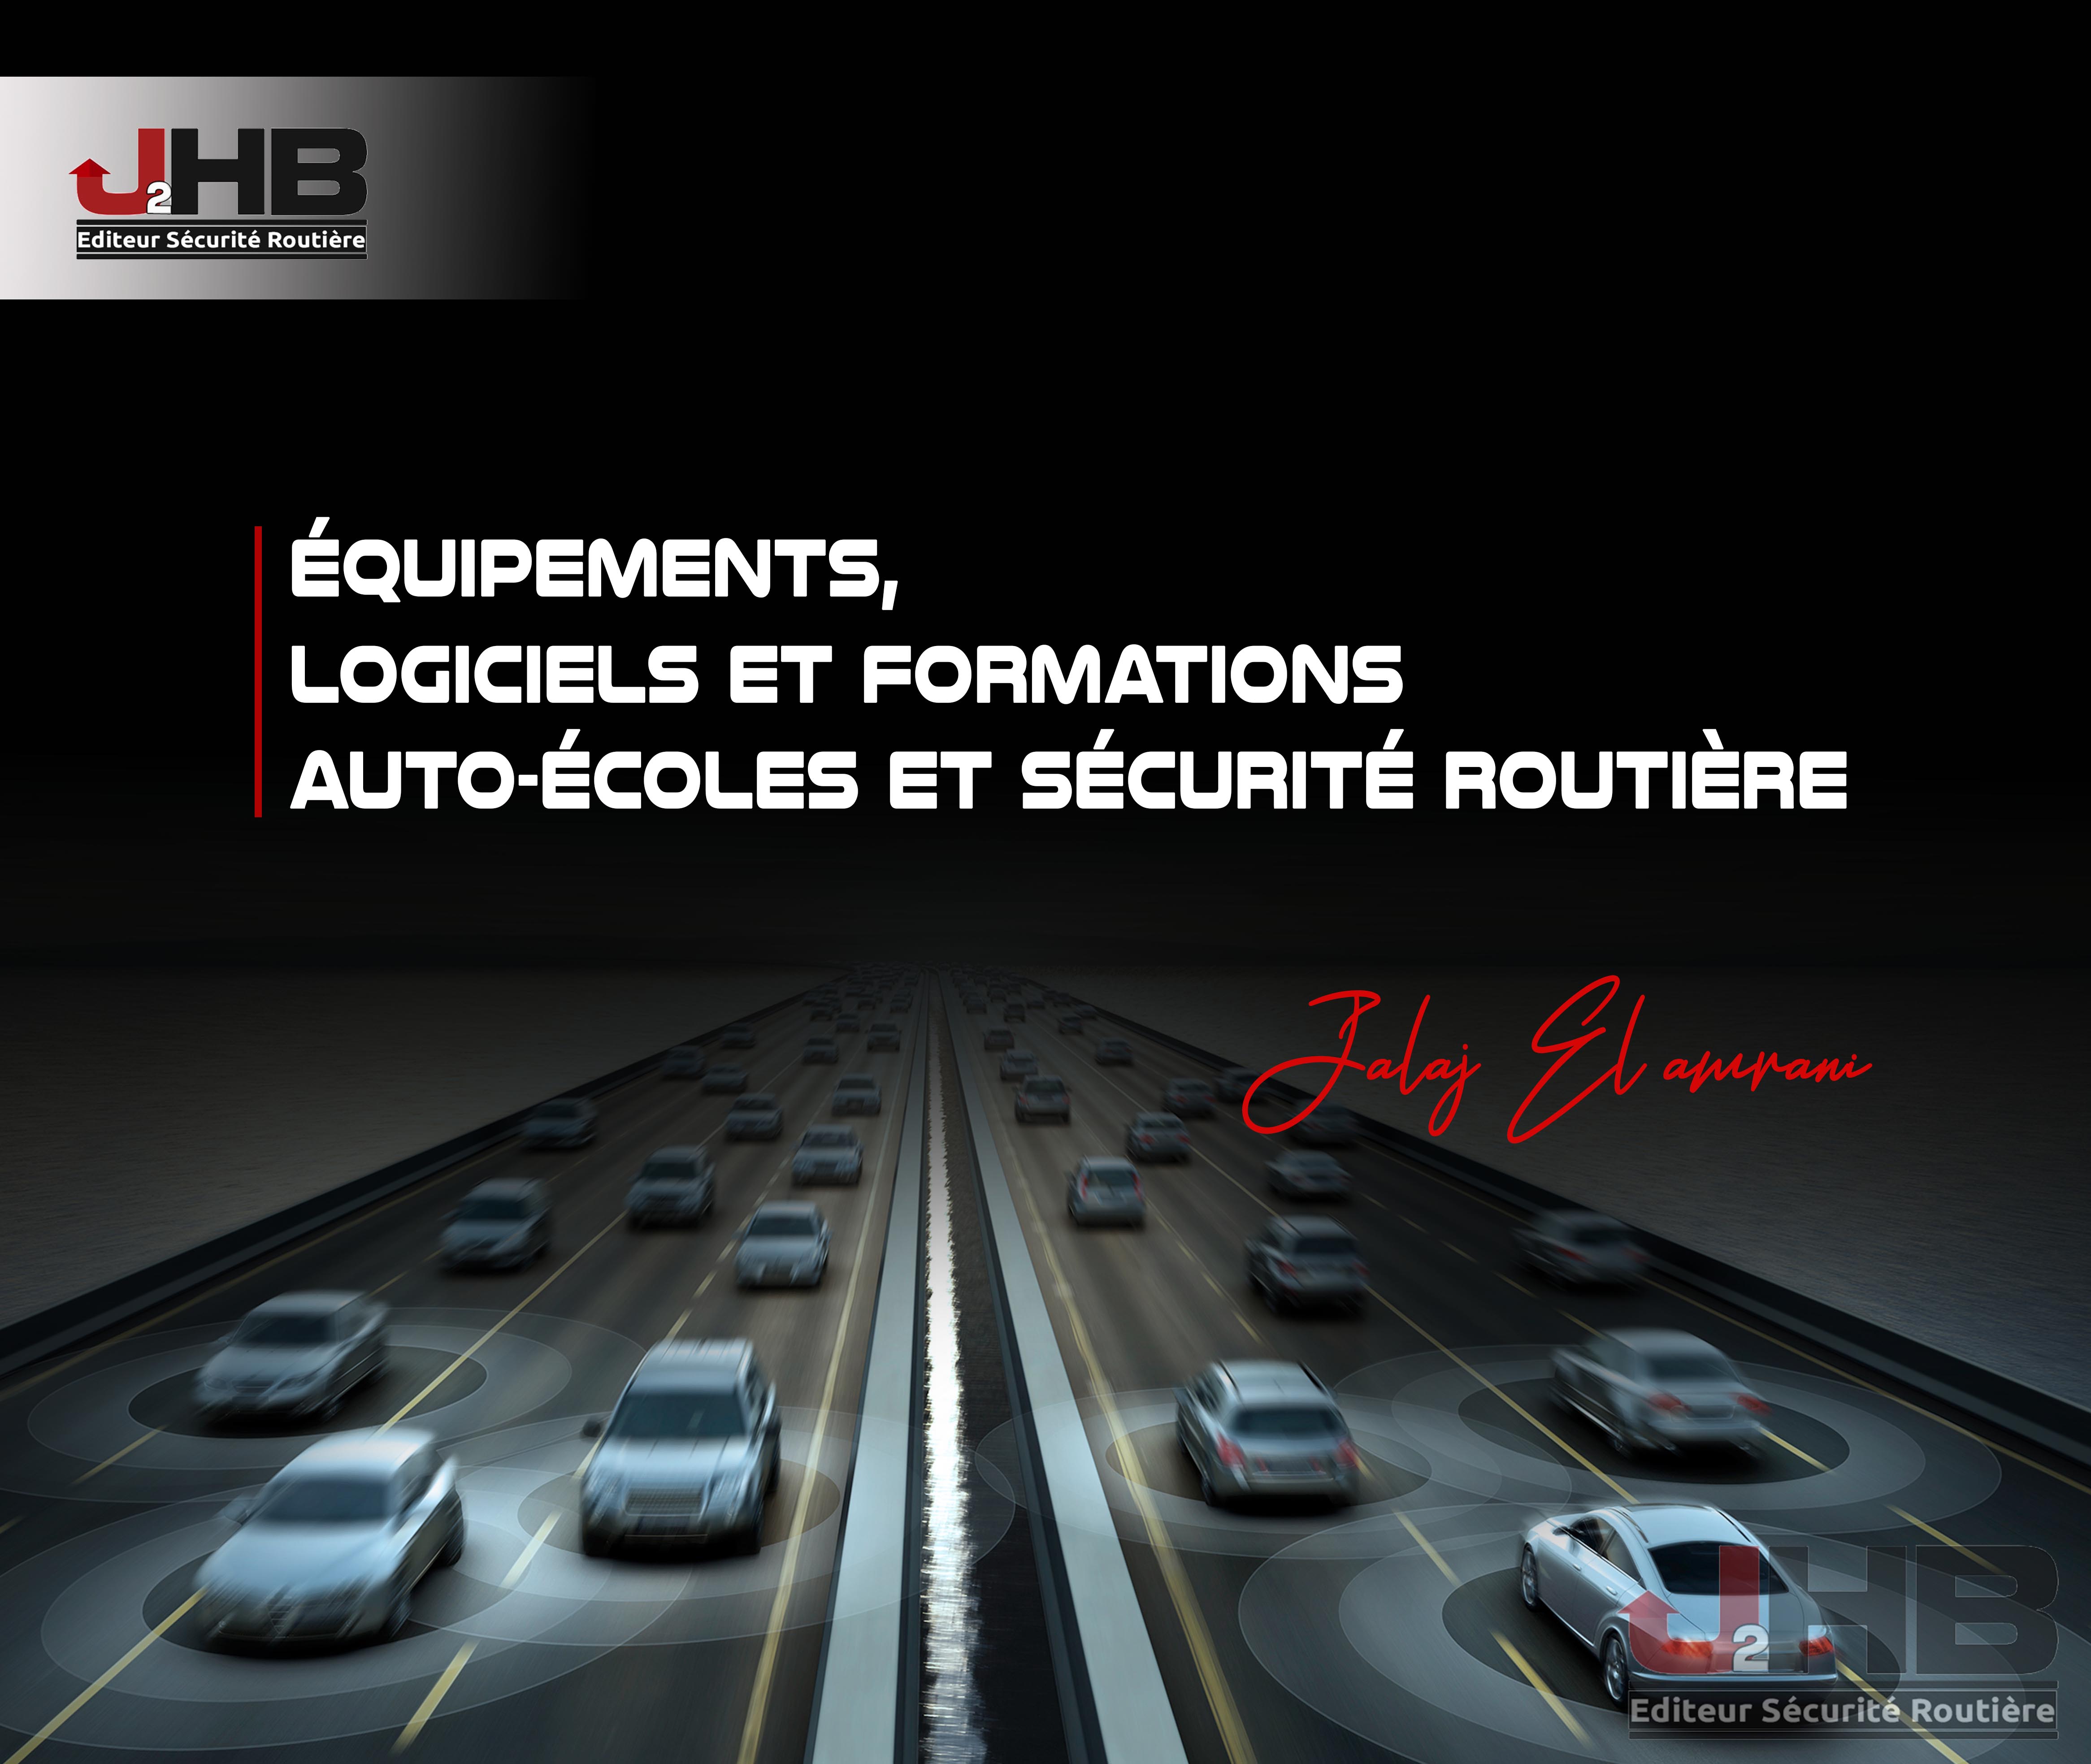 J2HB
Editeur Sécurité Routière
ÉQUIPEMENTS,
LOGICIELS ET FORMATIONS
AUTO-ÉCOLES ET SÉCURITÉ ROUTIÈRE
Jalaj El amrani
J2HB
Editeur Sécurité Routière